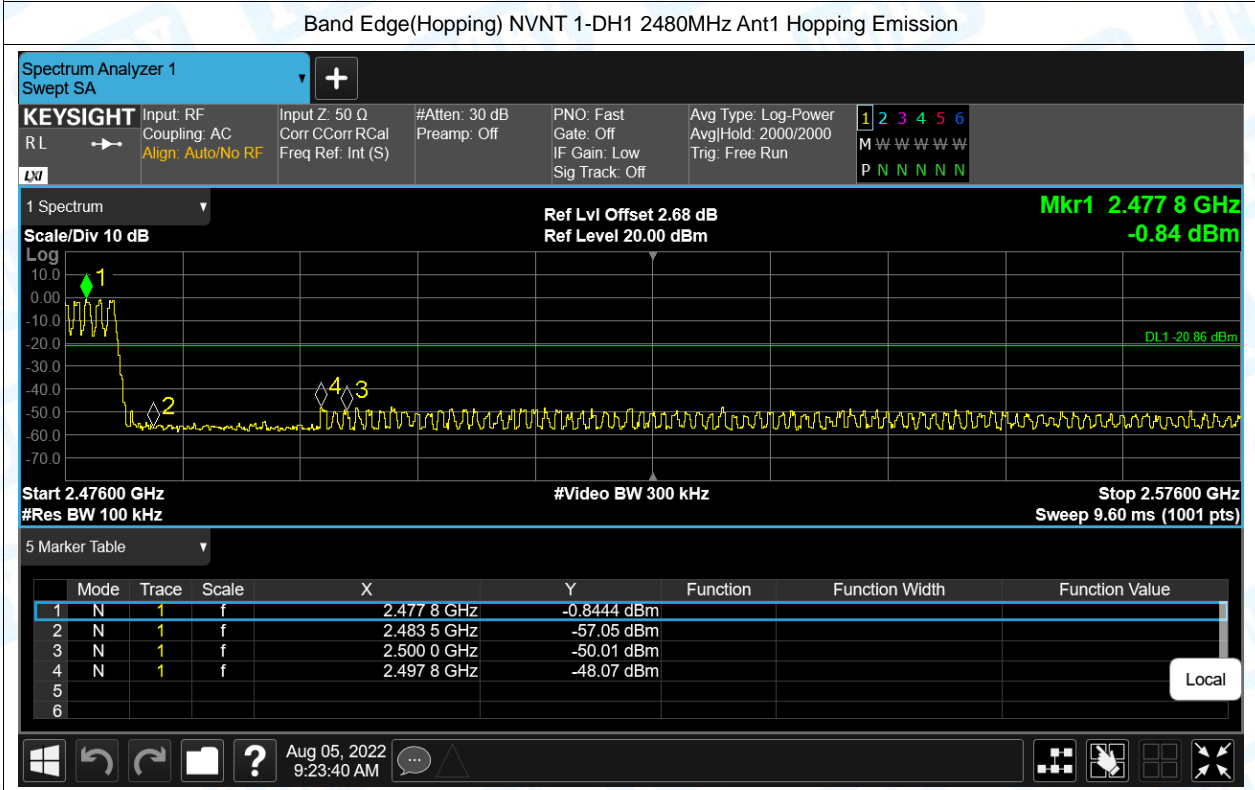 Band Edge(Hopping) NVNT 1-DH1 2480MHz Ant1 Hopping Emission
Spectrum Analyzer 1
Swept SA
KEYSIGHT
RL
LXI
Input: RF
Coupling: AC
Align: Auto/No RF
Input Z: 50 Ω
Corr CCorr RCal
Freq Ref: Int (S)
#Atten: 30 dB
Preamp: Off
PNO: Fast
Gate: Off
IF Gain: Low
Sig Track: Off
Avg Type: Log-Power
Avg|Hold: 2000/2000
Trig: Free Run
1 2 3 4 5 6
M W W W W W
P N N N N N
1 Spectrum
Scale/Div 10 dB
Ref Lvl Offset 2.68 dB
Ref Level 20.00 dBm
Mkr1 2.477 8 GHz
-0.84 dBm
Log
10.0
0.00
-10.0
-20.0
-30.0
-40.0
-50.0
-60.0
-70.0
1
2
4
3
DL1 -20.86 dBm
Start 2.47600 GHz
#Res BW 100 kHz
#Video BW 300 kHz
Stop 2.57600 GHz
Sweep 9.60 ms (1001 pts)
5 Marker Table
Mode Trace Scale X Y Function Function Width Function Value
1 N 1 f 2.477 8 GHz -0.8444 dBm
2 N 1 f 2.483 5 GHz -57.05 dBm
3 N 1 f 2.500 0 GHz -50.01 dBm
4 N 1 f 2.497 8 GHz -48.07 dBm
5
6
Local
?
Aug 05, 2022
9:23:40 AM